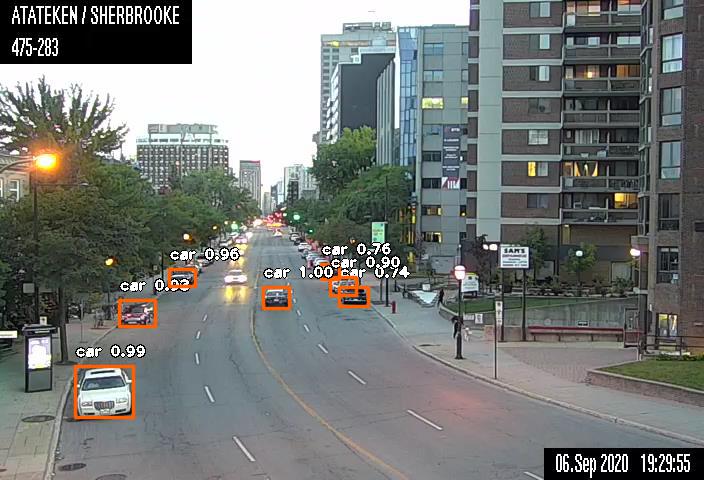 ATATEKEN / SHERBROOKE
475-283
car 0.96
car 0.76
car 0.90
car 1.00
car 0.74
car 0.99
SAM'S
06.Sep 2020 19:29:55